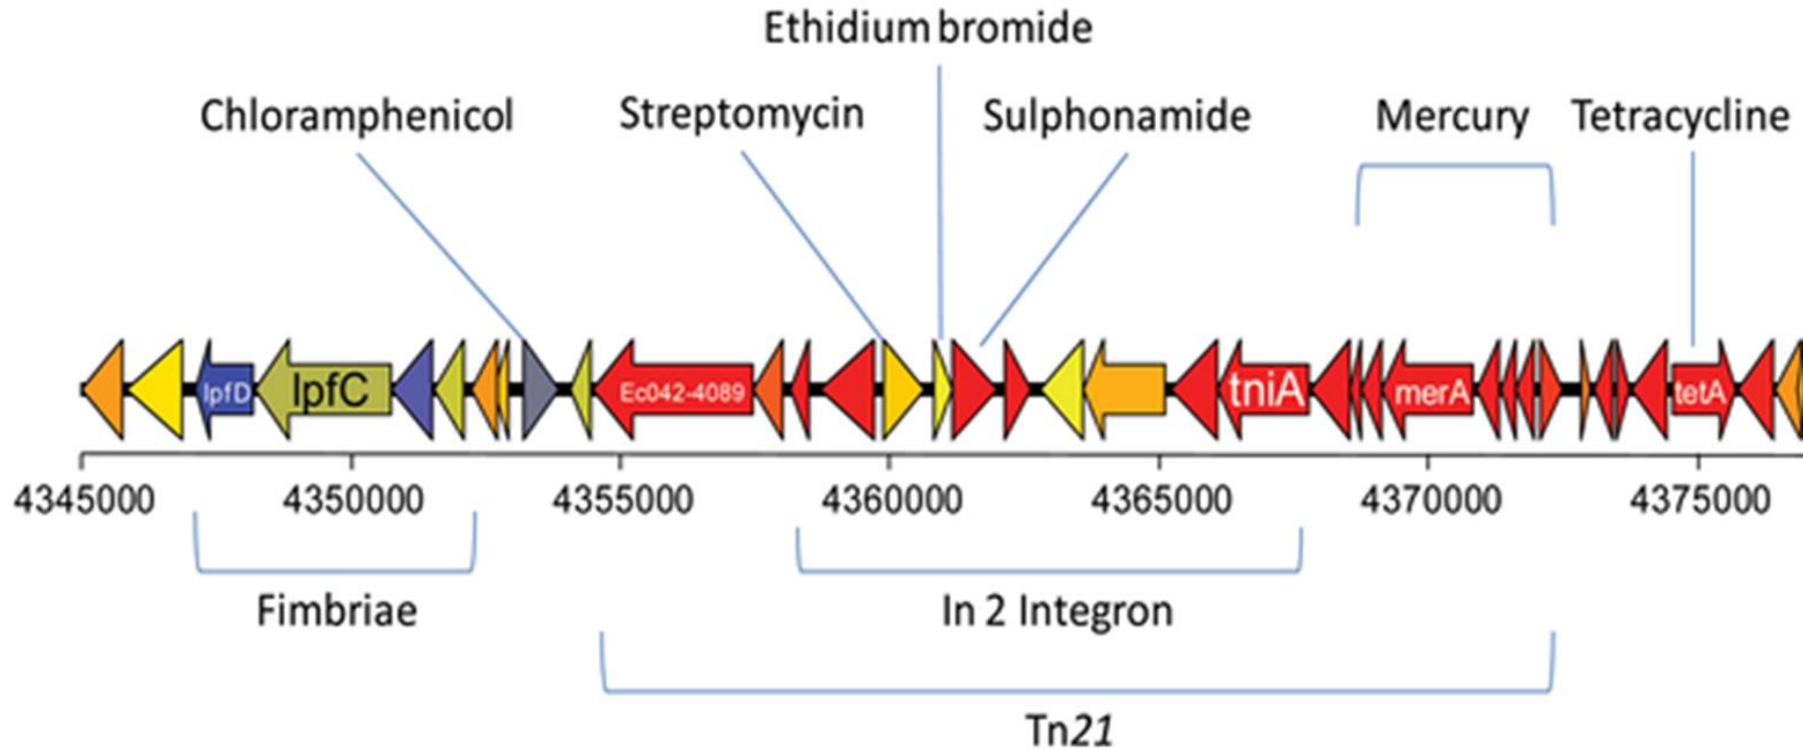 Ethidium bromide
Chloramphenicol
Streptomycin
Sulphonamide
Mercury
Tetracycline
lpfD
lpfC
Ec042-4089
tniA
merA
tetA
4345000
4350000
4355000
4360000
4365000
4370000
4375000
Fimbriae
In 2 Integron
Tn21